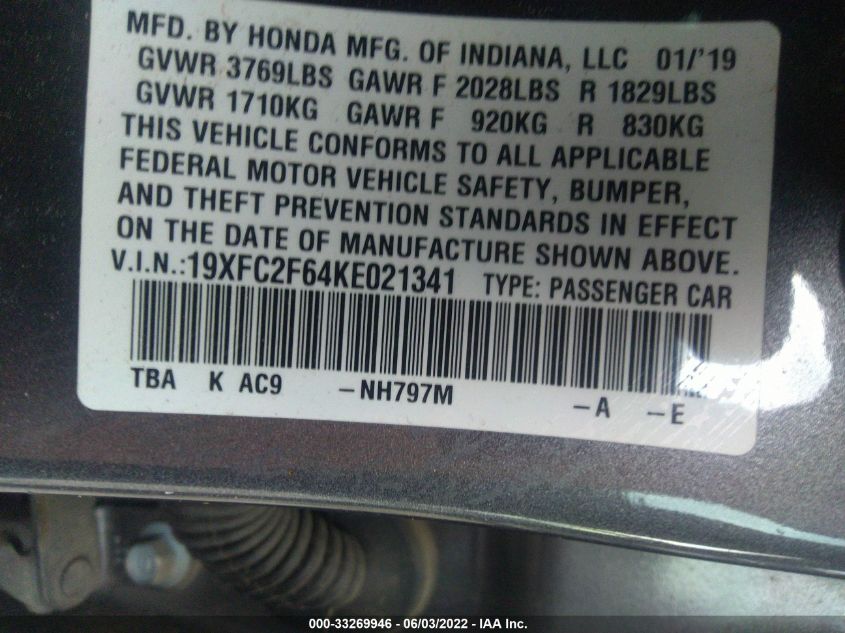 MFD. BY HONDA MFG. OF INDIANA, LLC 01/'19
GVWR 3769LBS GAWR F 2028LBS R 1829LBS
GVWR 1710KG GAWR F 920KG R 830KG
THIS VEHICLE CONFORMS TO ALL APPLICABLE
FEDERAL MOTOR VEHICLE SAFETY, BUMPER,
AND THEFT PREVENTION STANDARDS IN EFFECT
ON THE DATE OF MANUFACTURE SHOWN ABOVE.
V.I.N.:19XFC2F64KE021341 TYPE: PASSENGER CAR
TBA K AC9 -NH797M -A -E
000-33269946 - 06/03/2022 - IAA Inc.